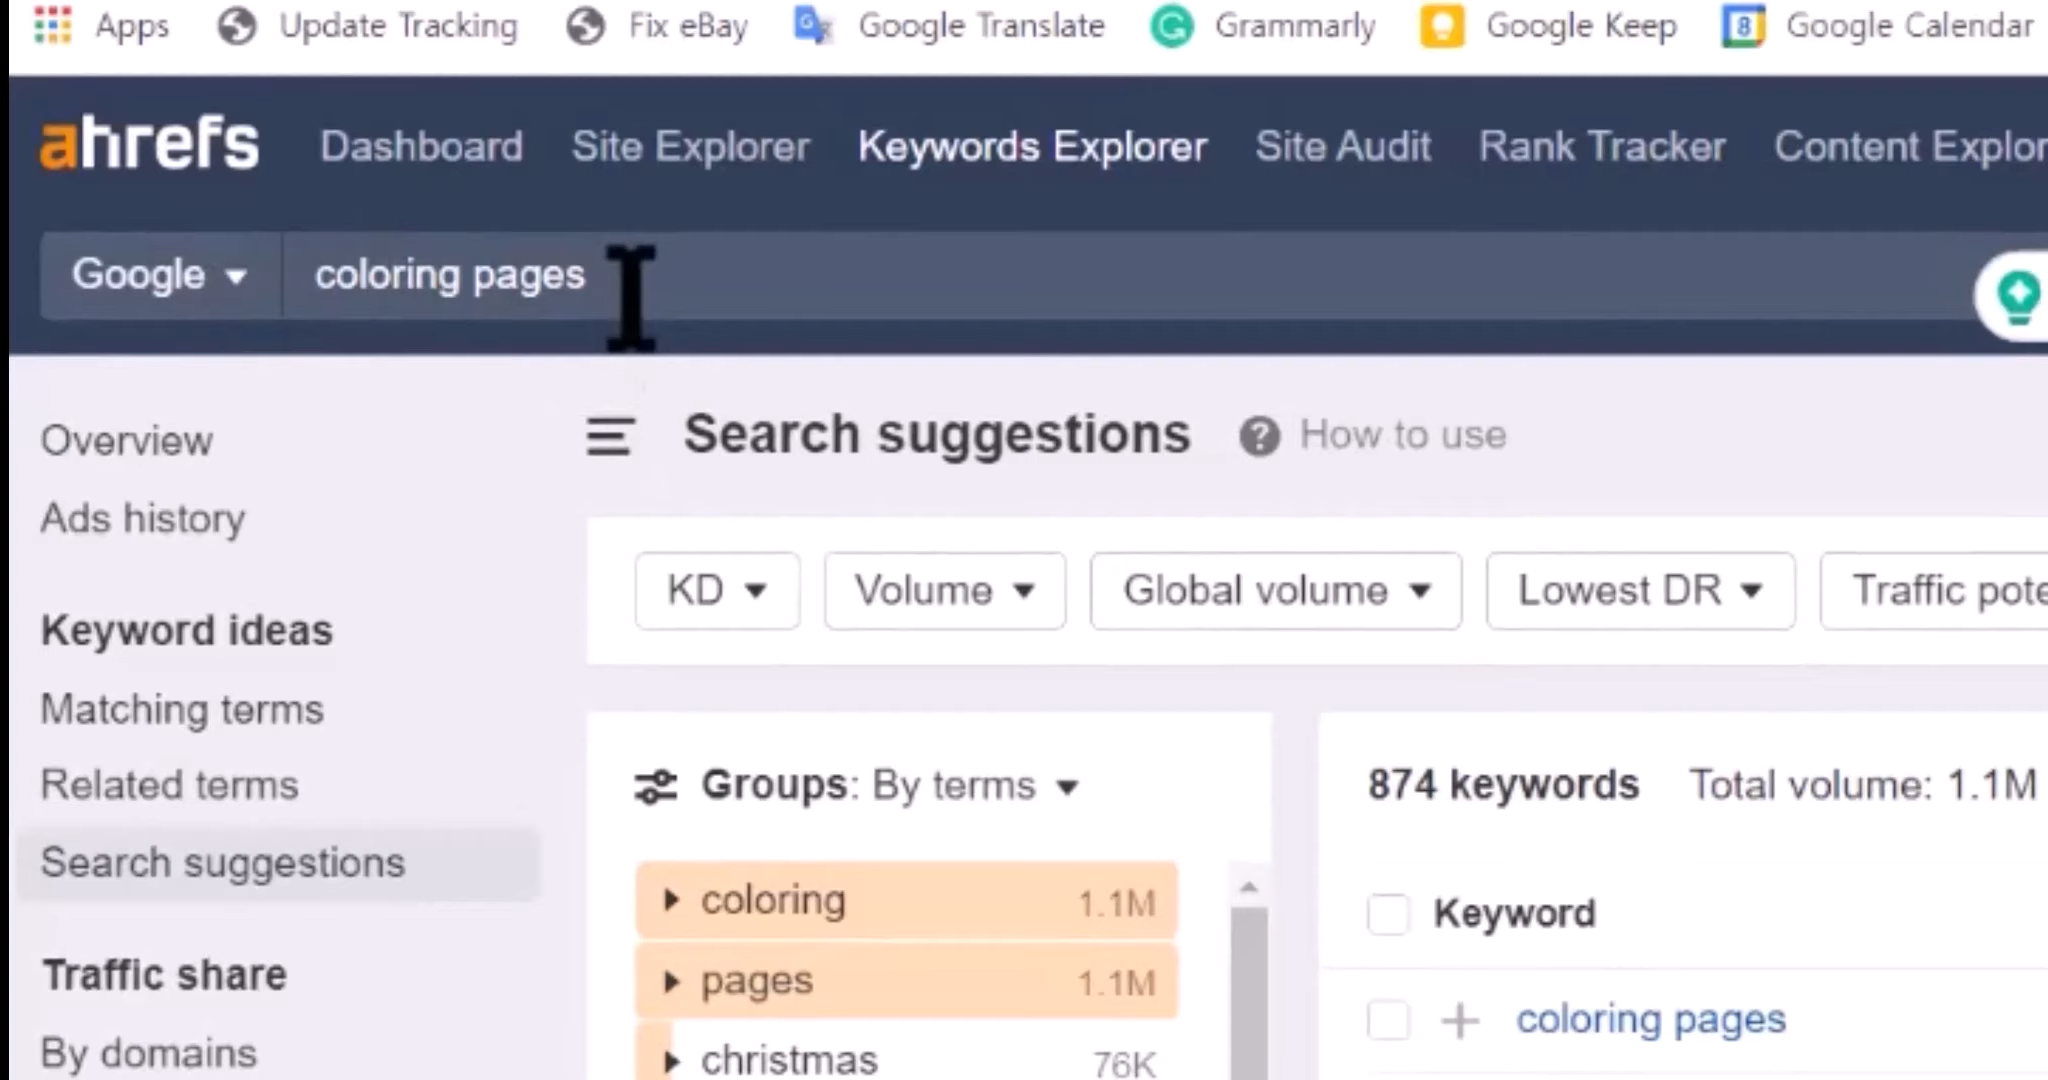 Apps Update Tracking Fix eBay Google Translate Grammarly Google Keep 8 Google Calendar
ahrefs Dashboard Site Explorer Keywords Explorer Site Audit Rank Tracker Content Explor
Google coloring pages
Overview
Ads history
Keyword ideas
Matching terms
Related terms
Search suggestions
Traffic share
By domains
Search suggestions ? How to use
KD Volume Global volume Lowest DR Traffic pote
Groups: By terms
coloring 1.1M
pages 1.1M
christmas 76K
874 keywords Total volume: 1.1M
Keyword
+ coloring pages